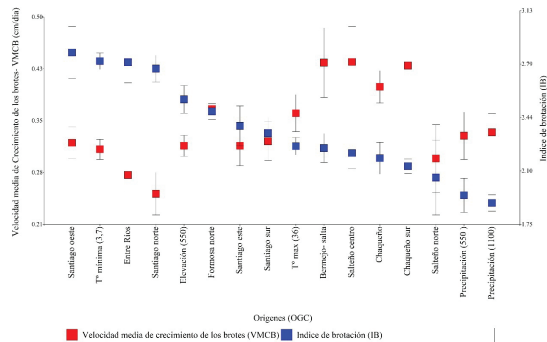 Velocidad media de Crecimiento de los brotes- VMCB (cm/día)
0.50
0.43
0.35
0.28
0.21
3.13
2.79
2.44
2.10
1.75
Indice de brotación (IB)
Santiago oeste
Tº mínima (3,7)
Entre Ríos
Santiago norte
Elevación (550)
Formosa norte
Santiago este
Santiago sur
Tº max (36)
Bermejo- salta
Salteño centro
Chaqueño
Chaqueño sur
Salteño norte
Precipitación (550 )
Precipitación (1100)
Orígenes (OGC)
Velocidad media de crecimiento de los brotes (VMCB)
Indice de brotación (IB)